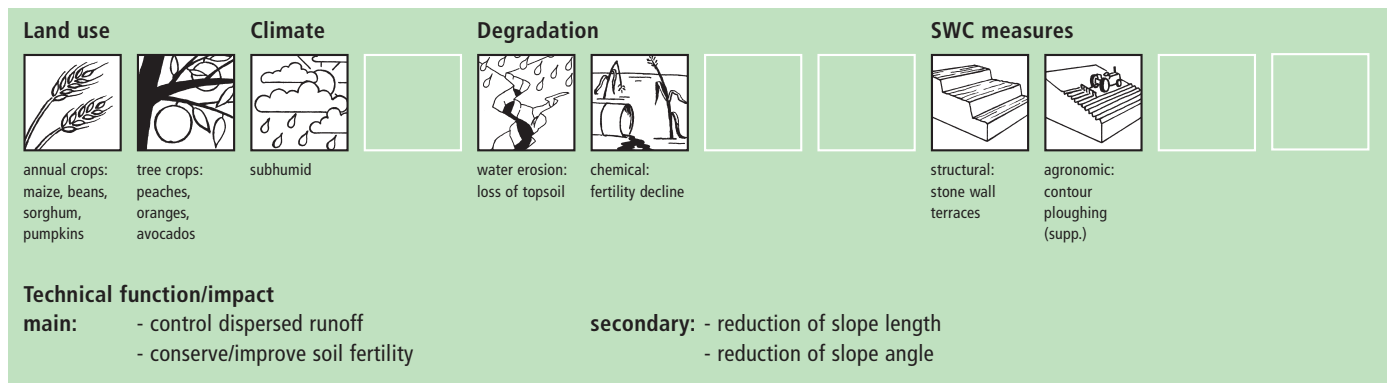 Land use
Climate
Degradation
SWC measures
annual crops:
maize, beans,
sorghum,
pumpkins
tree crops:
peaches,
oranges,
avocados
subhumid
water erosion:
loss of topsoil
chemical:
fertility decline
structural:
stone wall
terraces
agronomic:
contour
ploughing
(supp.)
Technical function/impact
main: - control dispersed runoff
- conserve/improve soil fertility
secondary: - reduction of slope length
- reduction of slope angle